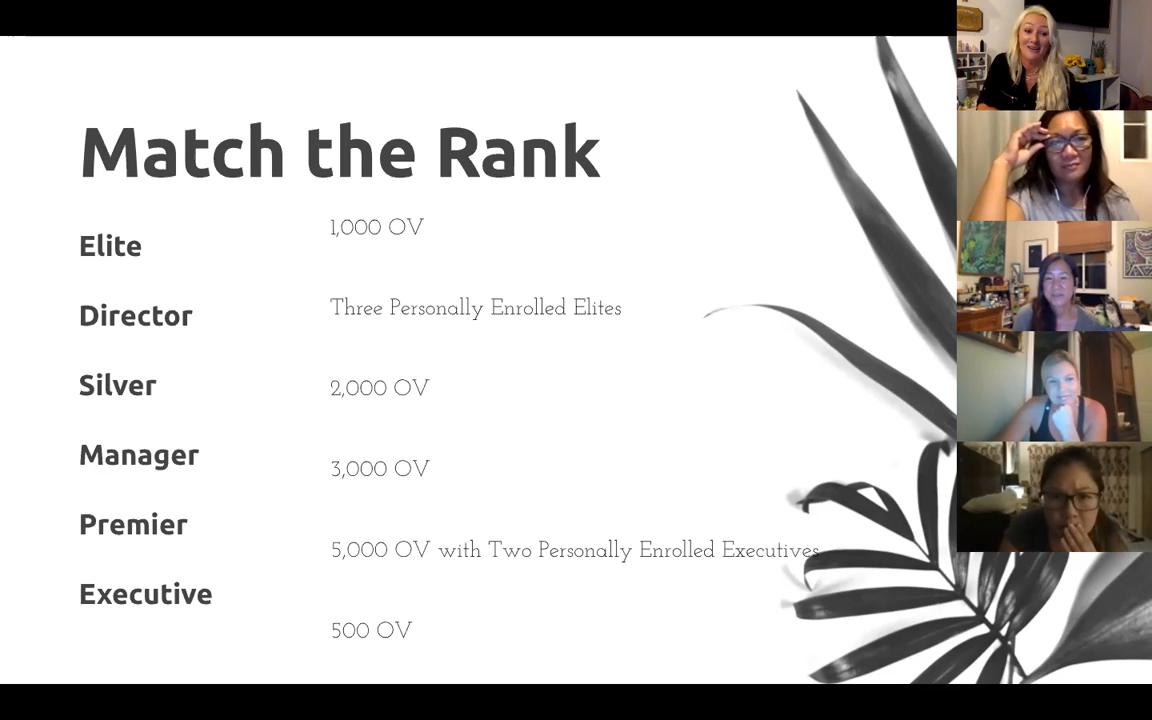 Match the Rank
Elite
Director
Silver
Manager
Premier
Executive
1,000 OV
Three Personally Enrolled Elites
2,000 OV
3,000 OV
5,000 OV with Two Personally Enrolled Executives
500 OV